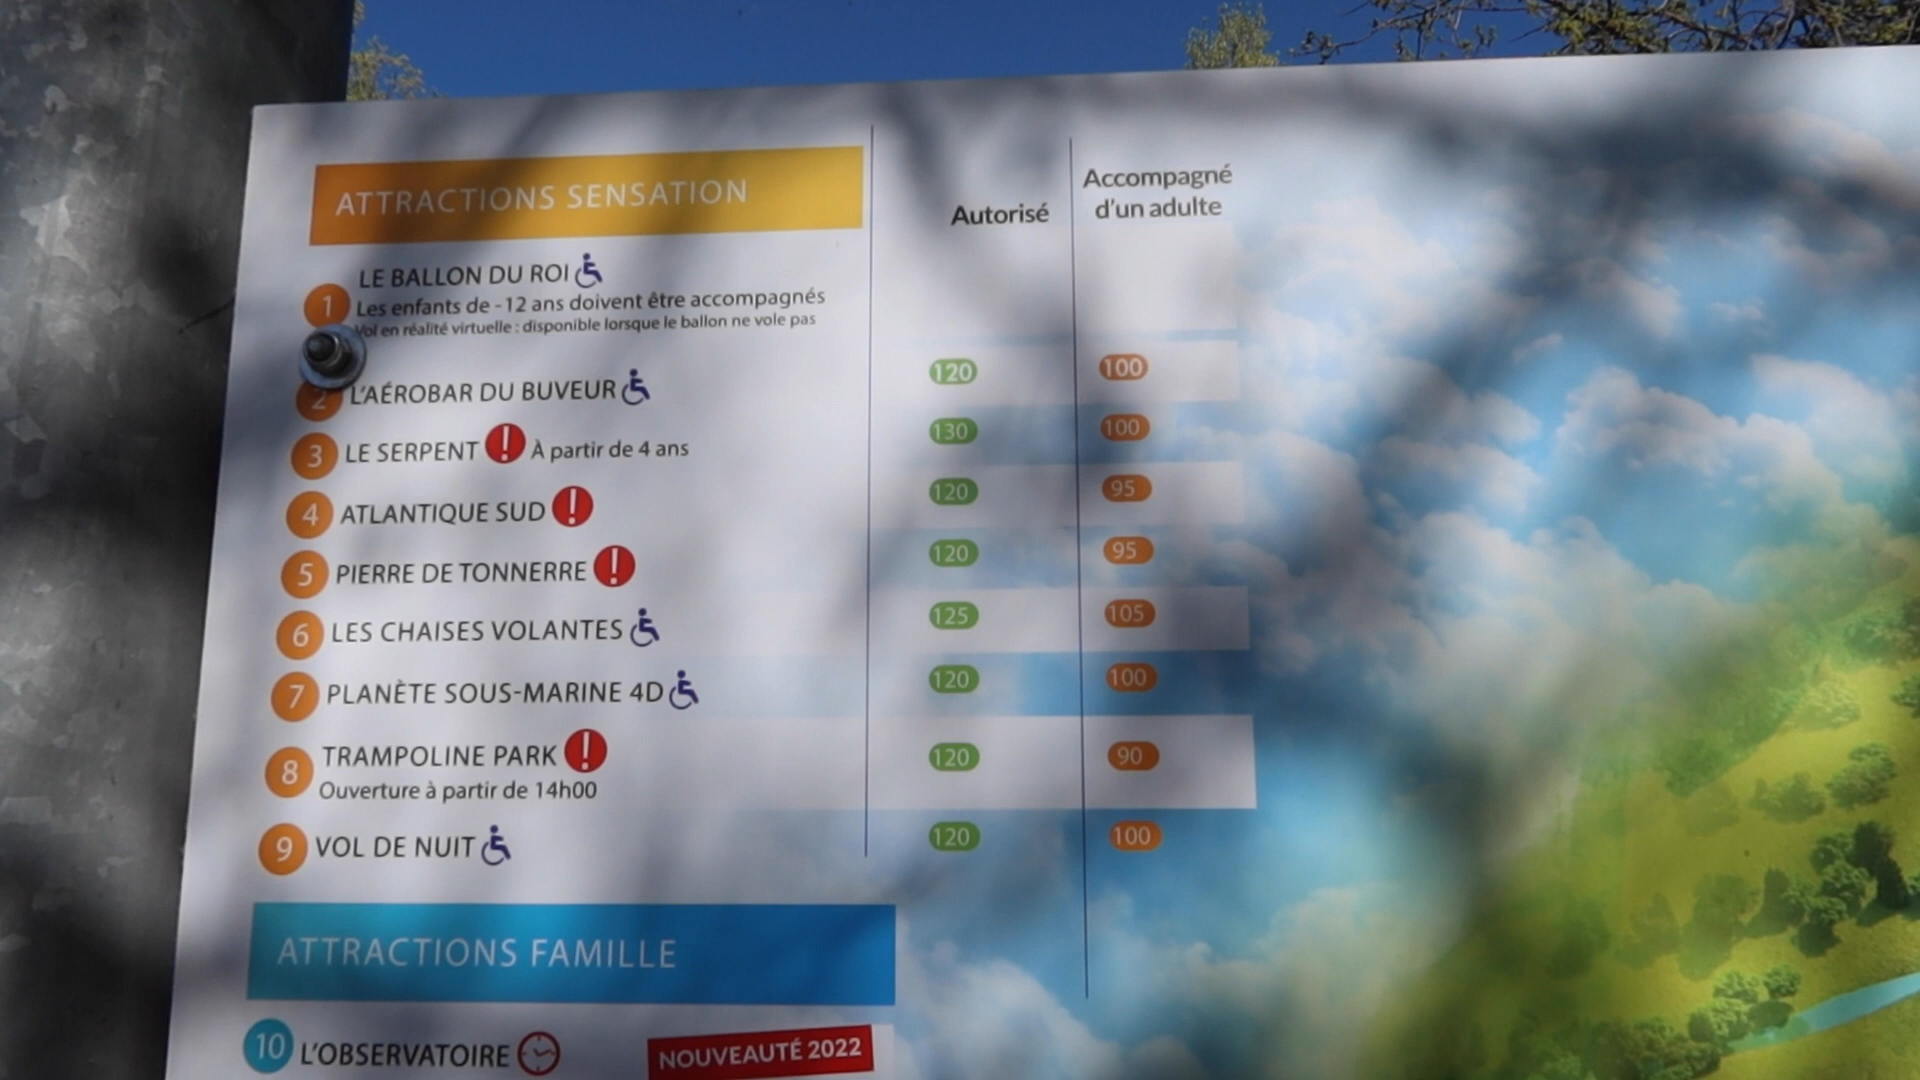 ATTRACTIONS SENSATION
Autorisé
Accompagné
d'un adulte
1 LE BALLON DU ROI
Les enfants de - 12 ans doivent être accompagnés
Vol en réalité virtuelle : disponible lorsque le ballon ne vole pas
2 L'AÉROBAR DU BUVEUR 120 100
3 LE SERPENT ! À partir de 4 ans 130 100
4 ATLANTIQUE SUD ! 120 95
5 PIERRE DE TONNERRE ! 120 95
6 LES CHAISES VOLANTES 125 105
7 PLANÈTE SOUS-MARINE 4D 120 100
8 TRAMPOLINE PARK ! 120 90
Ouverture à partir de 14h00
9 VOL DE NUIT 120 100
ATTRACTIONS FAMILLE
10 L'OBSERVATOIRE NOUVEAUTÉ 2022